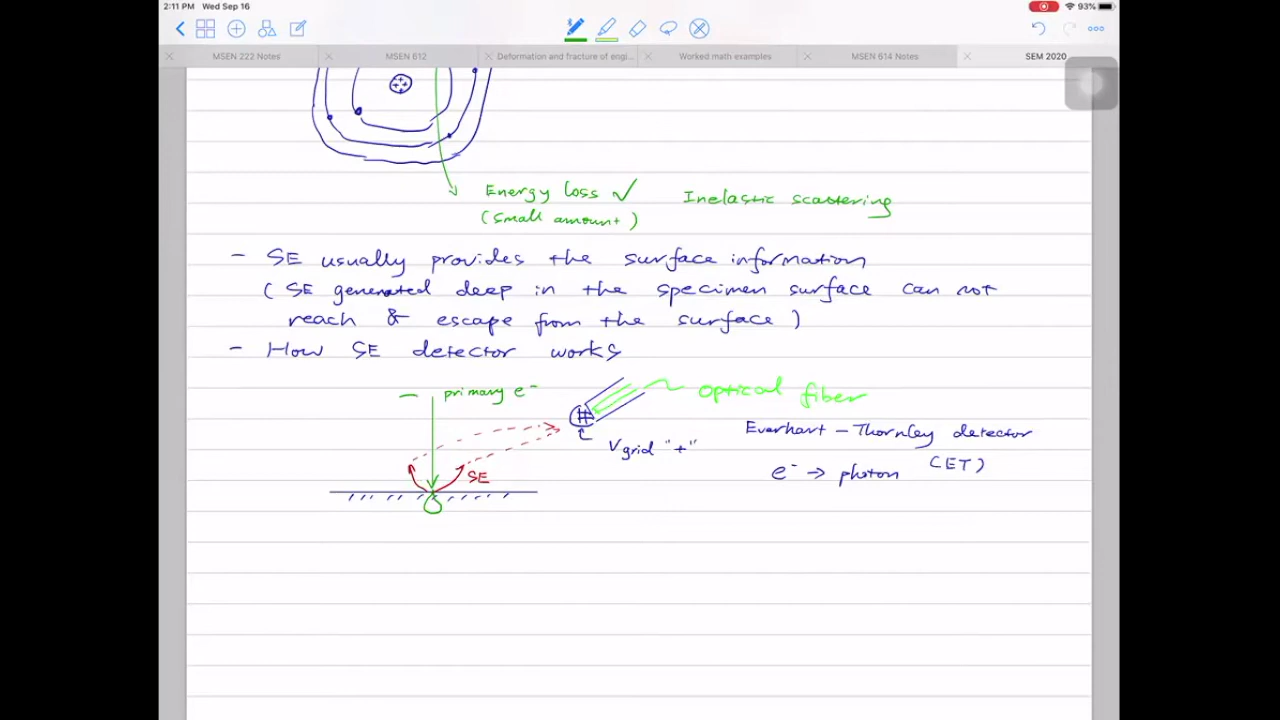 2:11 PM Wed Sep 16
93%
MSEN 222 Notes
MSEN 612
Deformation and fracture of engi...
Worked math examples
MSEN 614 Notes
SEM 2020
Energy loss ✓ Inelastic scattering
(small amount)
- SE usually provides the surface information
(SE generated deep in the specimen surface can not
reach & escape from the surface)
- How SE detector works
- primary e-
optical fiber
Everhart - Thornley detector
Vgrid "+"
(ET)
SE
e- → photon